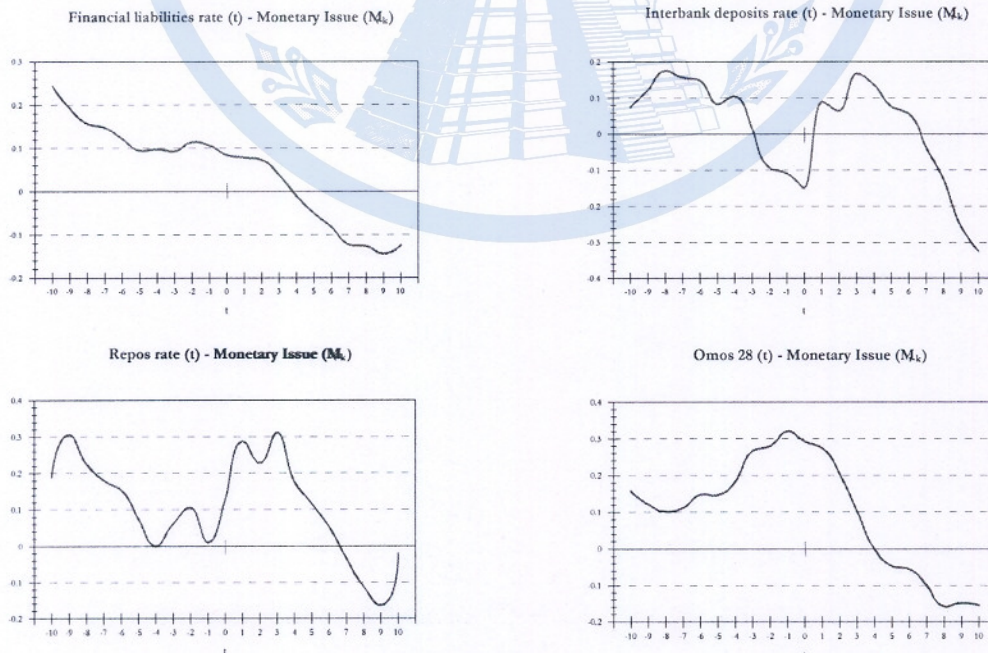 Financial liabilities rate (t) - Monetary Issue (Mₖ)
0.3
0.2
0.1
0
-0.1
-0.2
-10 -9 -8 -7 -6 -5 -4 -3 -2 -1 0 1 2 3 4 5 6 7 8 9 10
t
Interbank deposits rate (t) - Monetary Issue (Mₖ)
0.2
0.1
0
-0.1
-0.2
-0.3
-0.4
-10 -9 -8 -7 -6 -5 -4 -3 -2 -1 0 1 2 3 4 5 6 7 8 9 10
t
Repos rate (t) - Monetary Issue (Mₖ)
0.4
0.3
0.2
0.1
0
-0.1
-0.2
-10 -9 -8 -7 -6 -5 -4 -3 -2 -1 0 1 2 3 4 5 6 7 8 9 10
t
Omos 28 (t) - Monetary Issue (Mₖ)
0.4
0.3
0.2
0.1
0
-0.1
-0.2
-10 -9 -8 -7 -6 -5 -4 -3 -2 -1 0 1 2 3 4 5 6 7 8 9 10